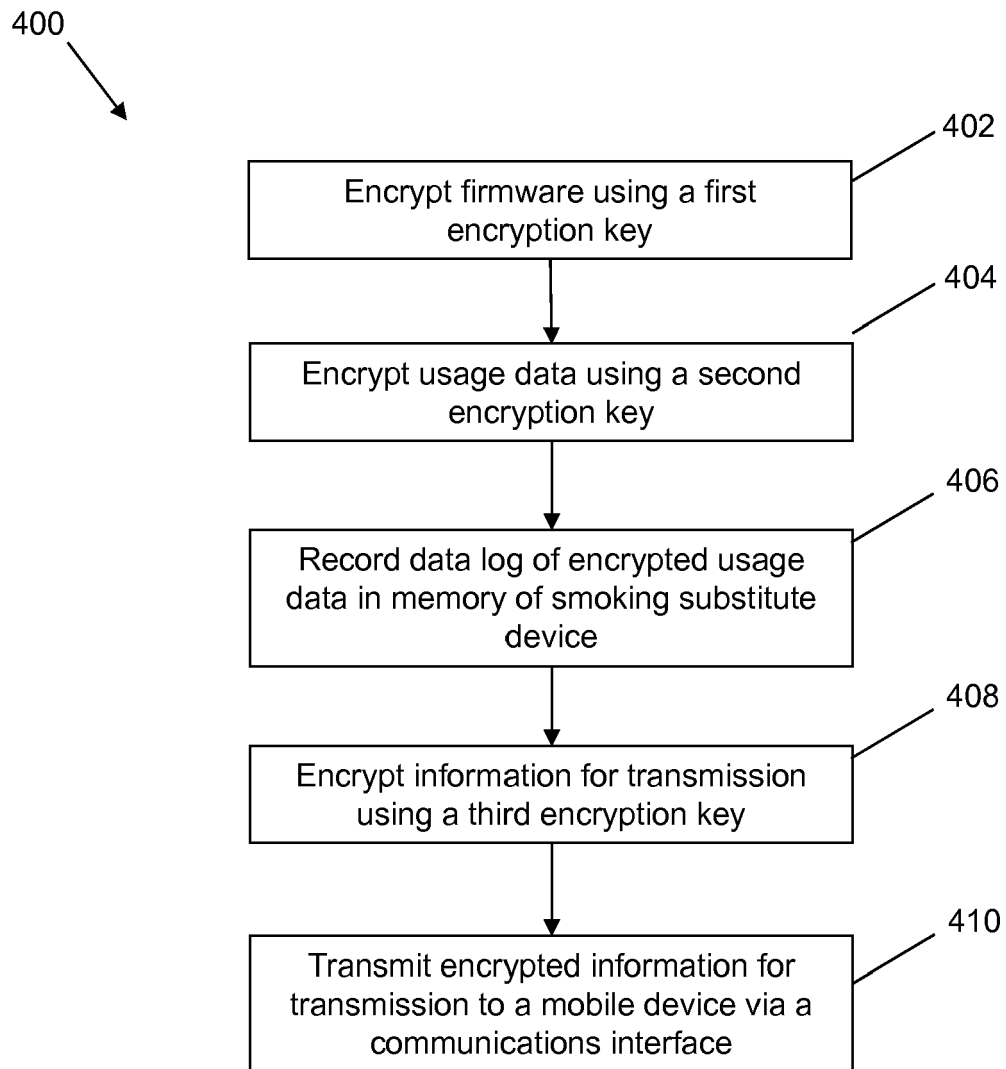 400
402
Encrypt firmware using a first
encryption key
404
Encrypt usage data using a second
encryption key
406
Record data log of encrypted usage
data in memory of smoking substitute
device
408
Encrypt information for transmission
using a third encryption key
410
Transmit encrypted information for
transmission to a mobile device via a
communications interface